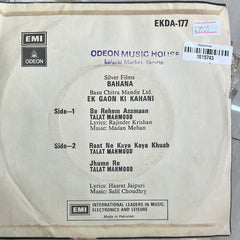 EMI
EKDA-177
ODEON
ODEON MUSIC HOUSE
Silver Films
BAHANA
Basu Chitra Mandir Ltd.
EK GAON KI KAHANI
1015743
Side-1 Be Rehem Assmaan
TALAT MAHMOOD
Lyrics: Rajinder Krishan
Music: Madan Mohan
Side-2 Raat Ne Kaya Kaya Khuab
TALAT MAHMOOD
Jhume Re
TALAT MAHMOOD
Lyric: Hasrat Jaipuri
Music: Salil Choudhry
EMI
INTERNATIONAL LEADERS IN MUSIC,
ELECTRONICS AND LEISURE
Made in Pakistan